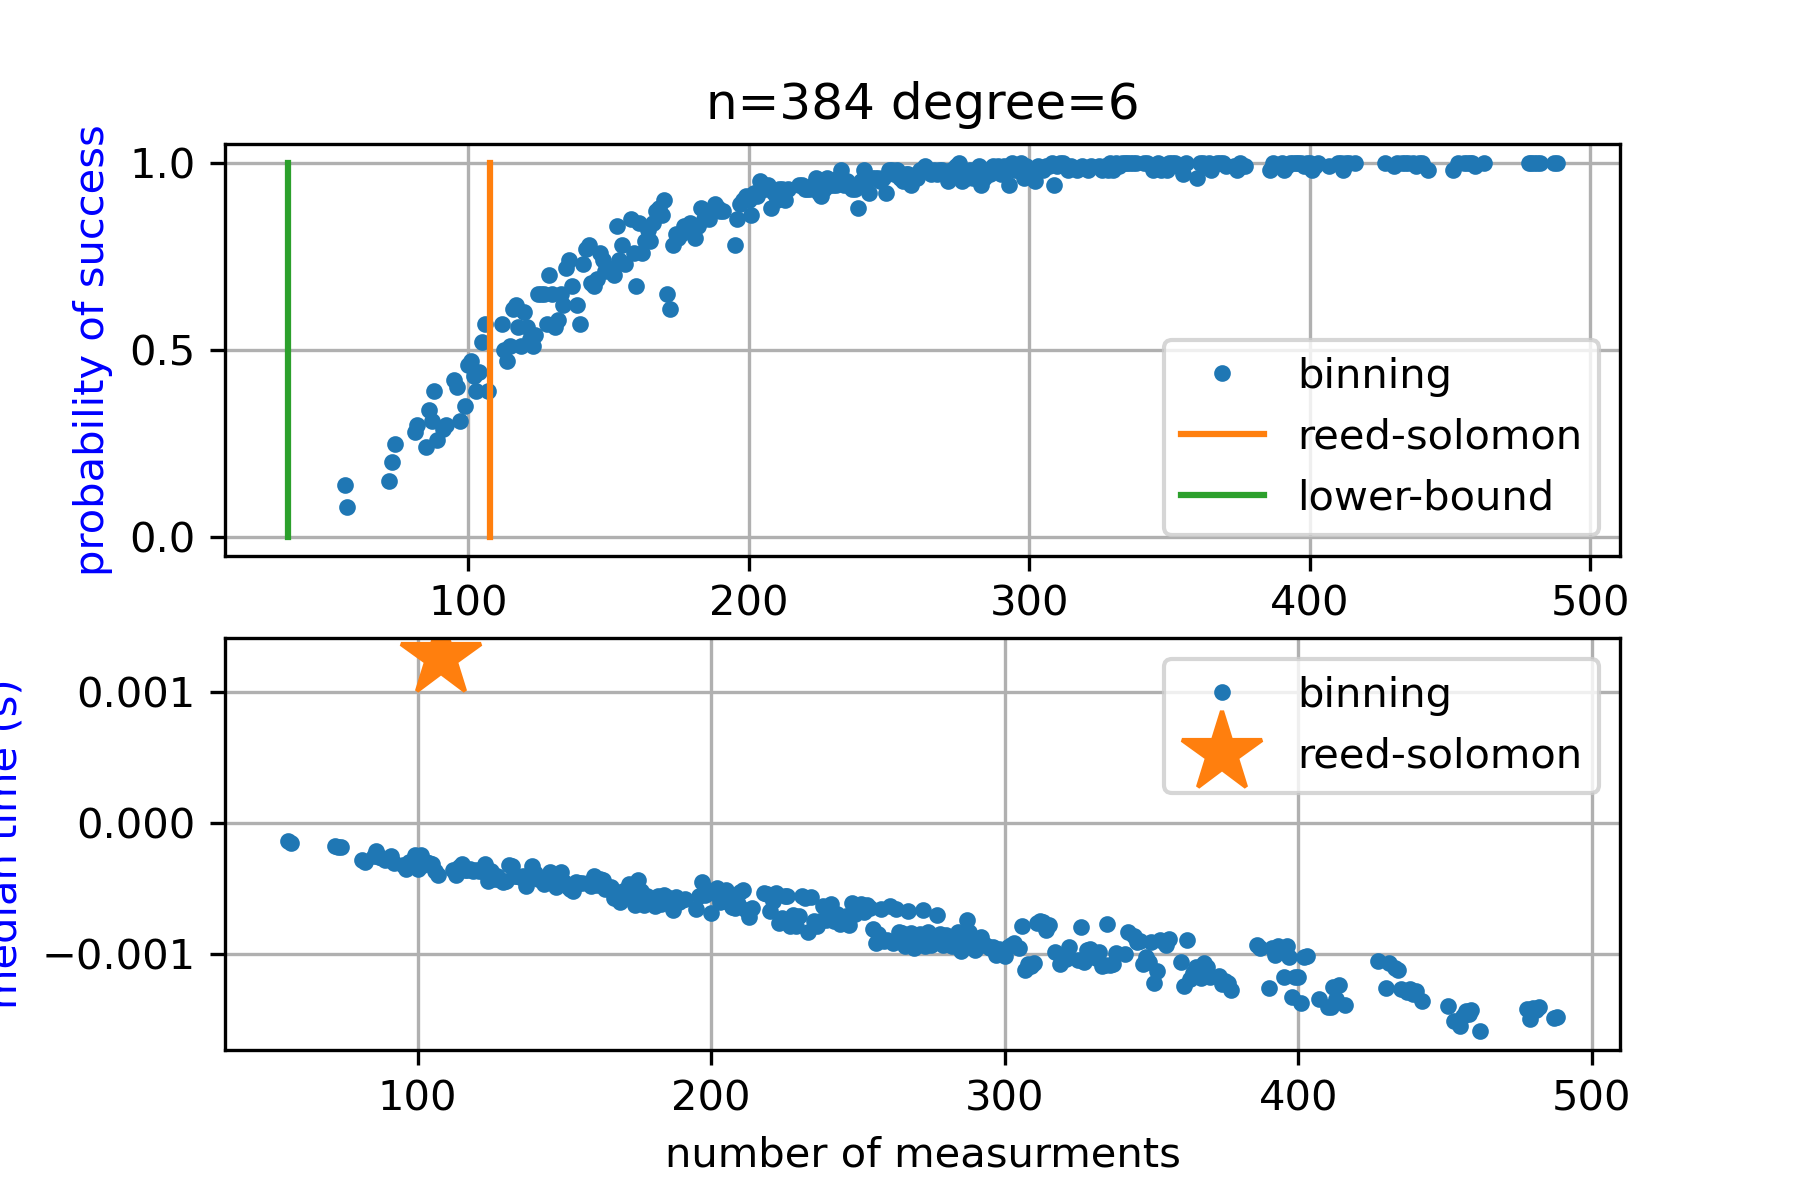 n=384 degree=6
probability of success
1.0
0.5
0.0
binning
reed-solomon
lower-bound
100 200 300 400 500
median time (s)
0.001
0.000
−0.001
binning
reed-solomon
100 200 300 400 500
number of measurments